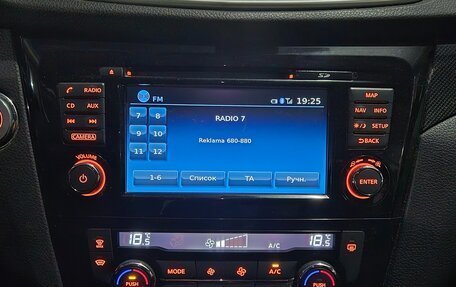 SD
RADIO
CD AUX
CAMERA
VOLUME
PUSH
FM
19:25
RADIO 7
Reklama 680-880
7 8
9 10
11 12
1-6 Список TA Ручн.
MAP
NAV INFO
SETUP
BACK
ENTER
18.5
A/C
18.5
MODE
A/C
PUSH